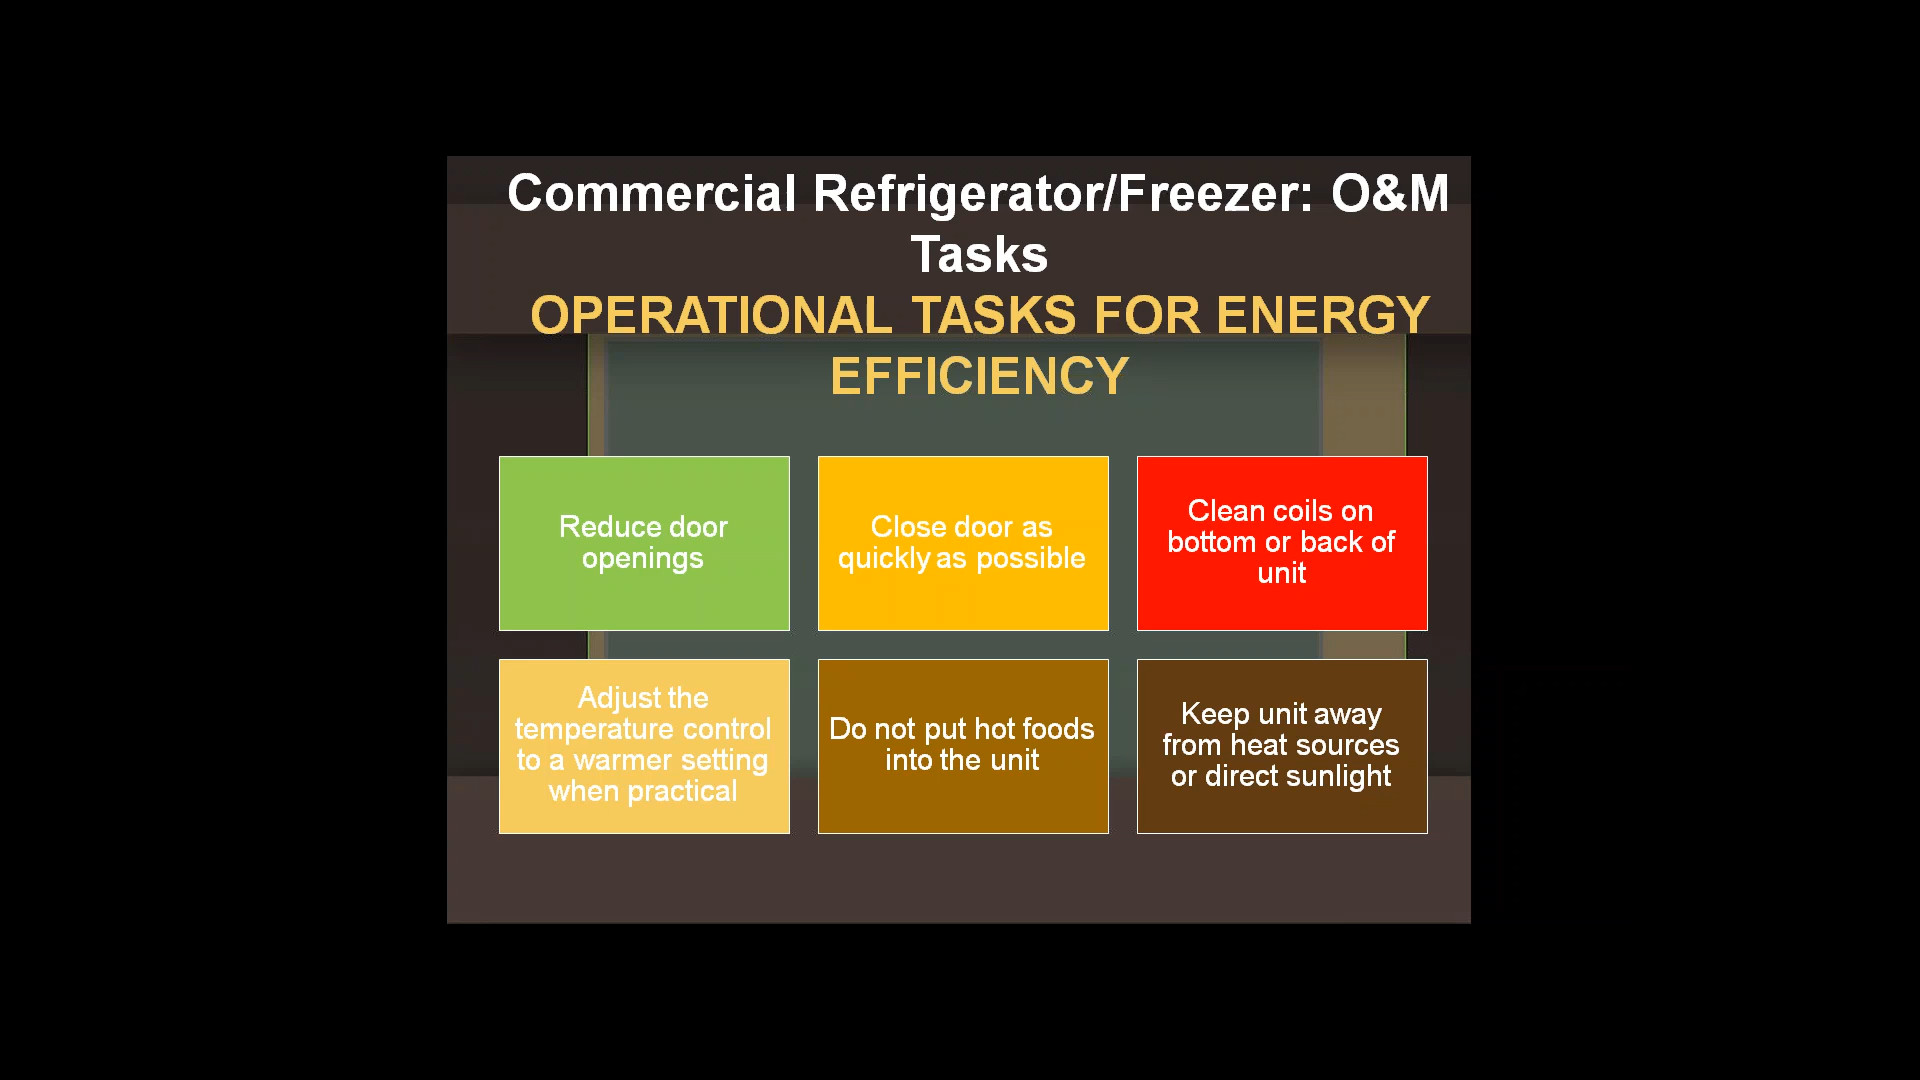 Commercial Refrigerator/Freezer: O&M
Tasks
OPERATIONAL TASKS FOR ENERGY
EFFICIENCY
Reduce door
openings
Close door as
quickly as possible
Clean coils on
bottom or back of
unit
Adjust the
temperature control
to a warmer setting
when practical
Do not put hot foods
into the unit
Keep unit away
from heat sources
or direct sunlight